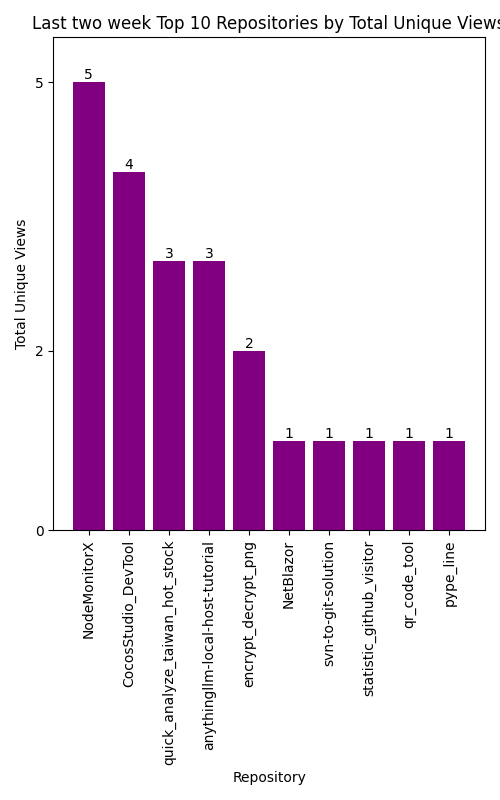 Last two week Top 10 Repositories by Total Unique Views
Total Unique Views
5
2
0
5
4
3
3
2
1
1
1
1
1
NodeMonitorX
CocosStudio_DevTool
quick_analyze_taiwan_hot_stock
anythingllm-local-host-tutorial
encrypt_decrypt_png
NetBlazor
svn-to-git-solution
statistic_github_visitor
qr_code_tool
pype_line
Repository